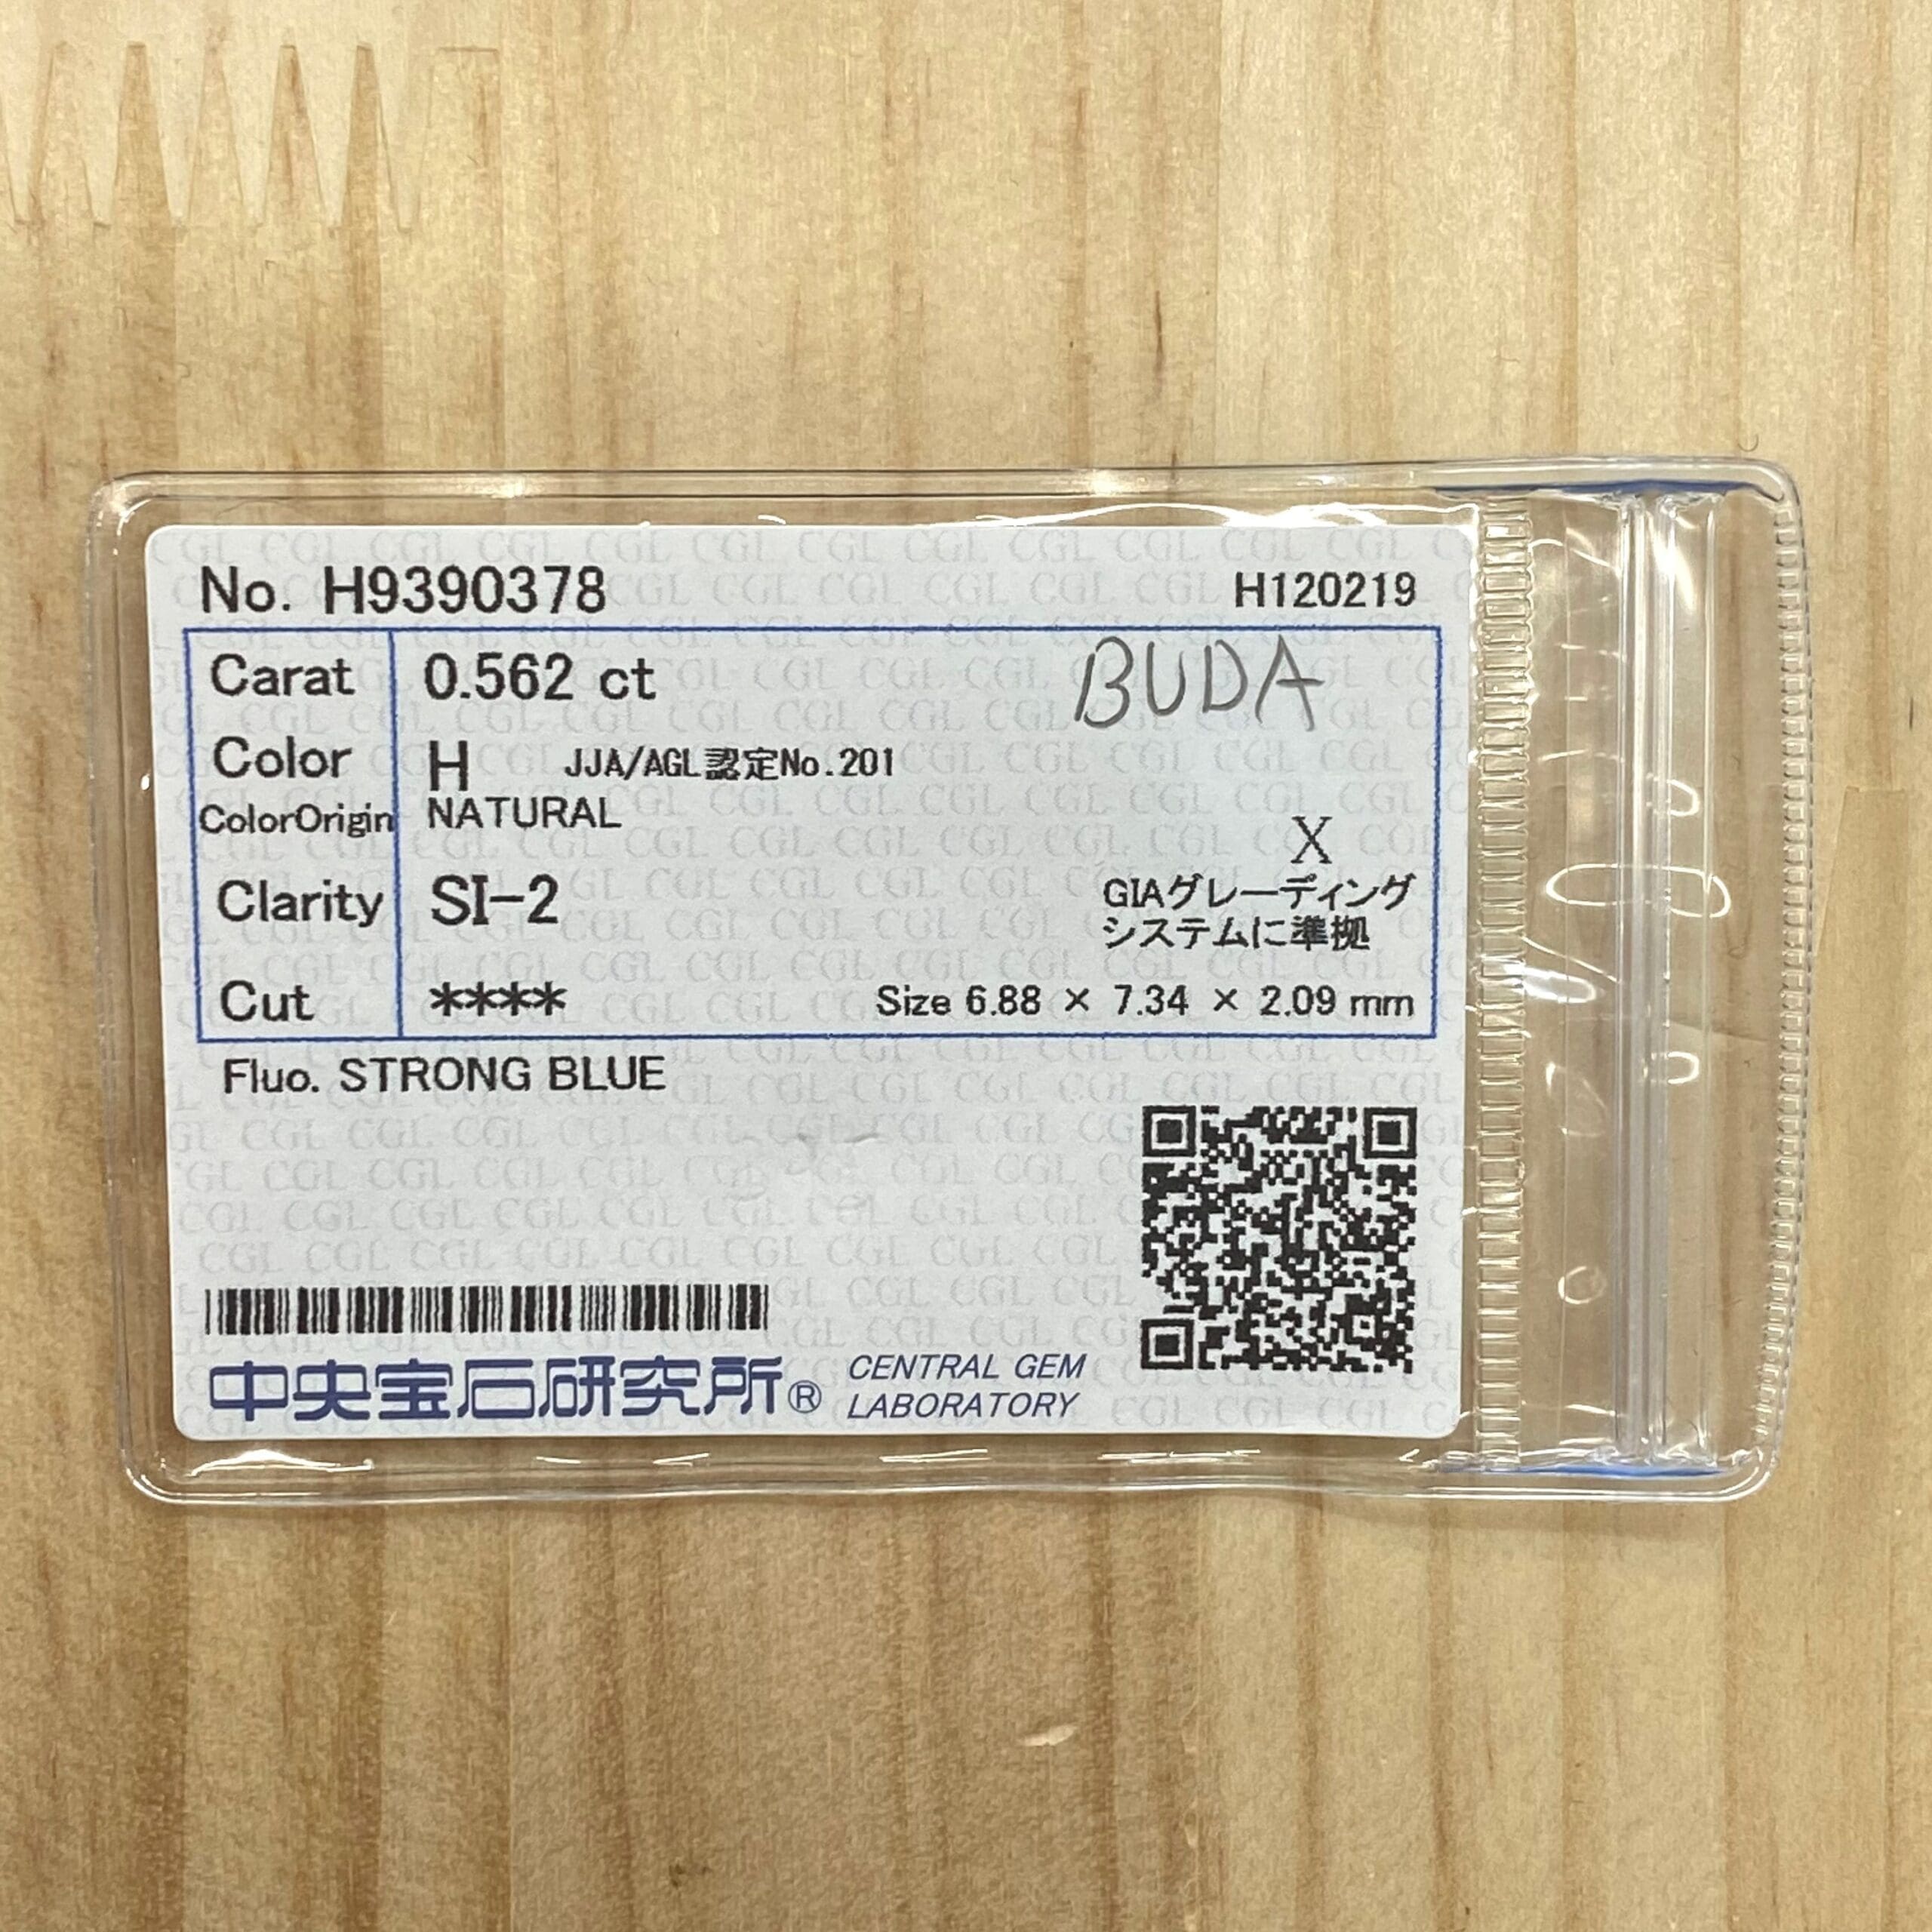 No. H9390378 H120219
Carat 0.562 ct BUDA
Color H JJA/AGL認定No.201
ColorOrigin NATURAL
X
Clarity SI-2 GIAグレーディング
システムに準拠
Cut **** Size 6.88 × 7.34 × 2.09 mm
Fluo. STRONG BLUE
中央宝石研究所® CENTRAL GEM
LABORATORY